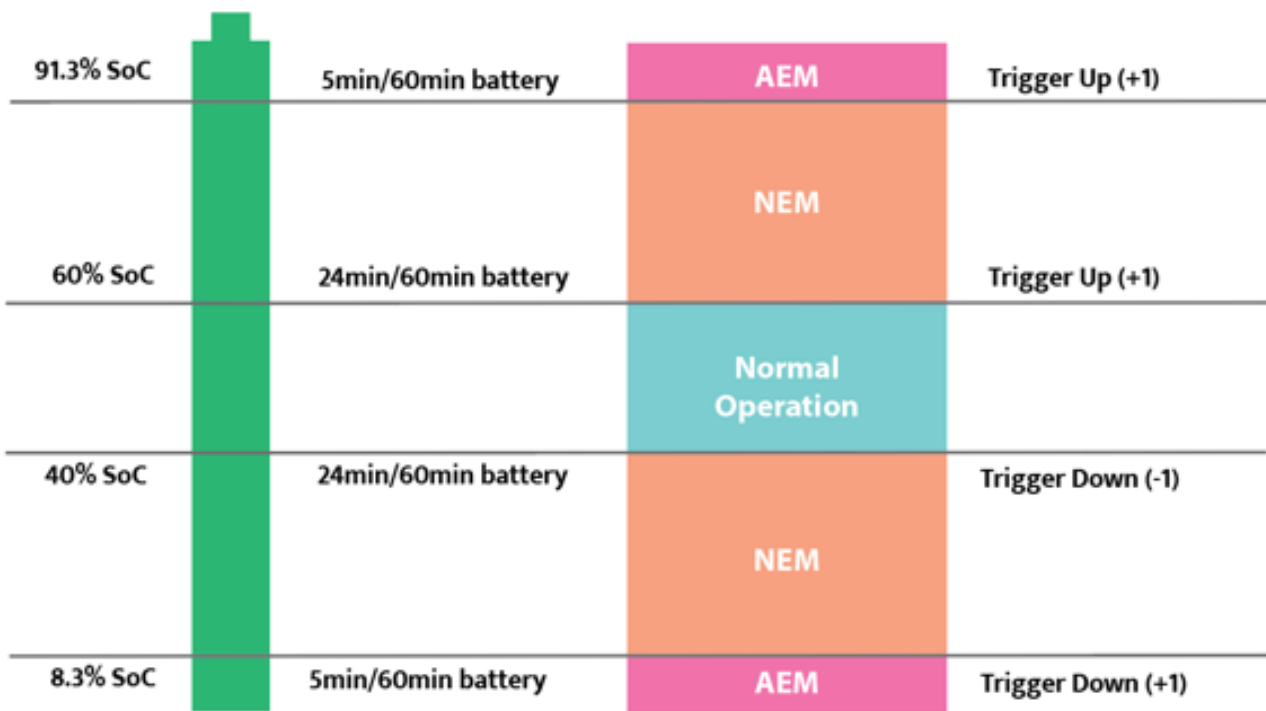 91.3% SoC 5min/60min battery AEM Trigger Up (+1)
NEM
60% SoC 24min/60min battery Trigger Up (+1)
Normal
Operation
40% SoC 24min/60min battery Trigger Down (-1)
NEM
8.3% SoC 5min/60min battery AEM Trigger Down (+1)